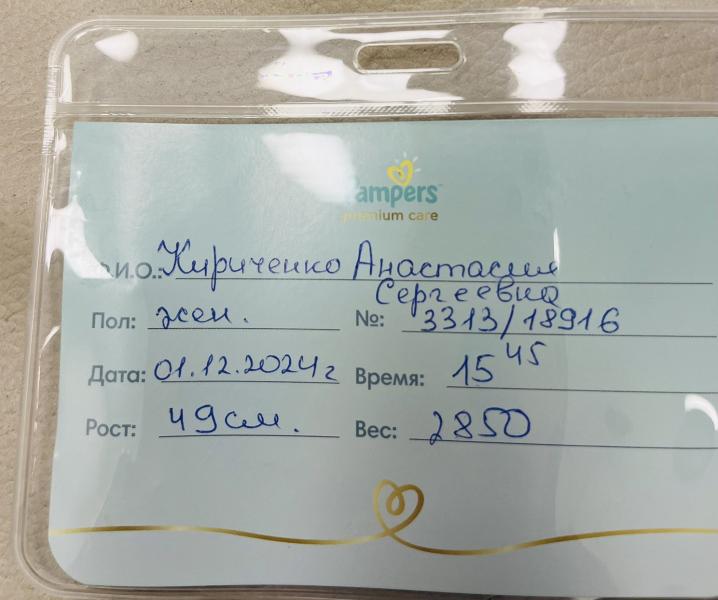 Pampers
premium care
Ф.И.О.: Кириченко Анастасия
Сергеевна
Пол: жен. №: 3313/18916
Дата: 01.12.2024г Время: 15 45
Рост: 49см. Вес: 2850